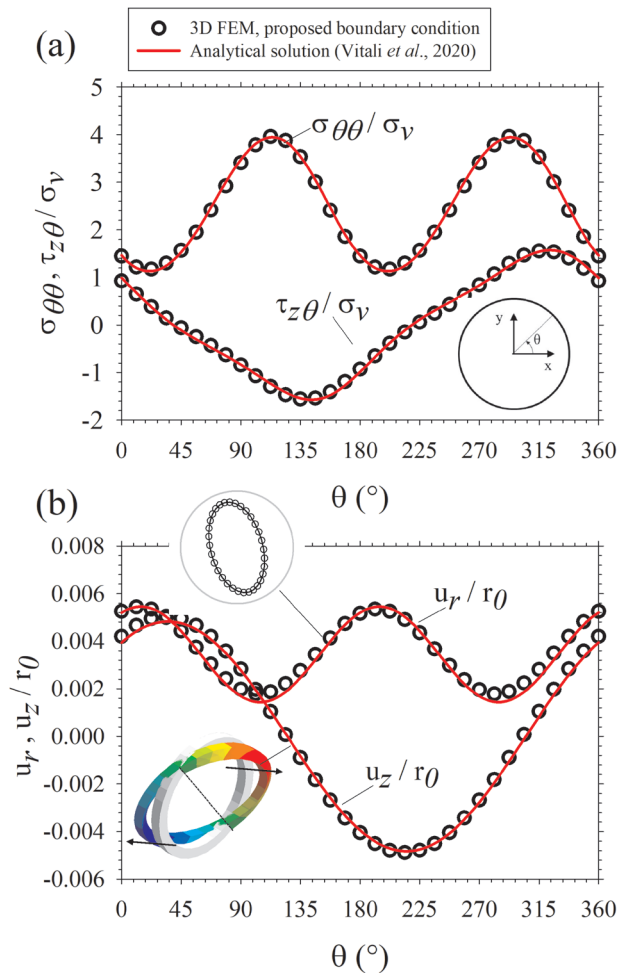 3D FEM, proposed boundary condition
Analytical solution (Vitali et al., 2020)
(a)
5
4
3
2
1
0
-1
-2
σθθ, τzθ/σv
σθθ/σv
τzθ/σv
y
θ
x
0 45 90 135 180 225 270 315 360
θ (°)
(b)
0.008
0.006
0.004
0.002
0.000
-0.002
-0.004
-0.006
ur, uz/r0
ur/r0
uz/r0
0 45 90 135 180 225 270 315 360
θ (°)